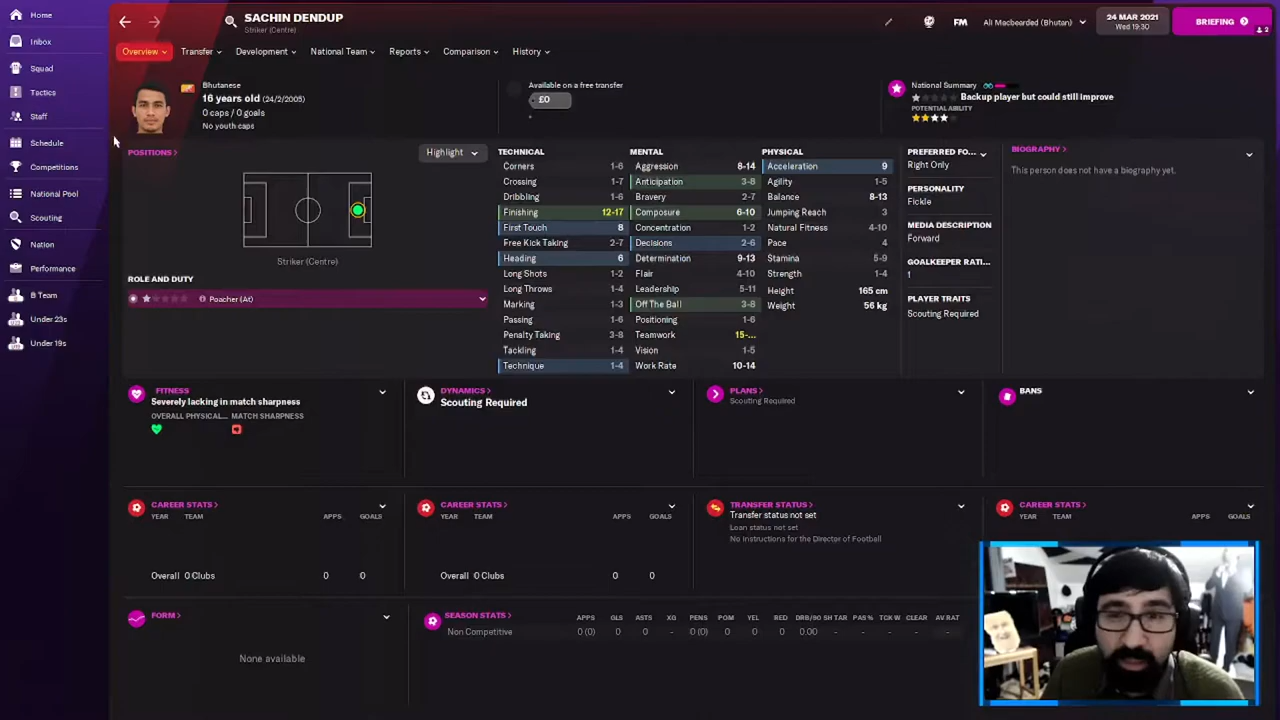 Home
Inbox
Squad
Tactics
Staff
Schedule
Competitions
National Pool
Scouting
Nation
Performance
B Team
Under 23s
Under 19s
SACHIN DENDUP
Striker (Centre)
FM
Ali Macbearded (Bhutan)
24 MAR 2021
Wed 19:30
BRIEFING
2
Overview
Transfer
Development
National Team
Reports
Comparison
History
Bhutanese
16 years old (24/2/2005)
0 caps / 0 goals
No youth caps
Available on a free transfer
£0
National Summary
Backup player but could still improve
POTENTIAL ABILITY
POSITIONS
Highlight
Striker (Centre)
ROLE AND DUTY
Poacher (At)
TECHNICAL
Corners 1-6
Crossing 1-7
Dribbling 1-6
Finishing 12-17
First Touch 8
Free Kick Taking 2-7
Heading 6
Long Shots 1-2
Long Throws 1-4
Marking 1-3
Passing 1-6
Penalty Taking 3-8
Tackling 1-4
Technique 1-4
MENTAL
Aggression 8-14
Anticipation 3-8
Bravery 2-7
Composure 6-10
Concentration 1-2
Decisions 2-6
Determination 9-13
Flair 4-10
Leadership 5-11
Off The Ball 3-8
Positioning 1-6
Teamwork 15-...
Vision 1-5
Work Rate 10-14
PHYSICAL
Acceleration 9
Agility 1-5
Balance 8-13
Jumping Reach 3
Natural Fitness 4-10
Pace 4
Stamina 5-9
Strength 1-4
Height 165 cm
Weight 56 kg
PREFERRED FO...
Right Only
PERSONALITY
Fickle
MEDIA DESCRIPTION
Forward
GOALKEEPER RATI...
1
PLAYER TRAITS
Scouting Required
BIOGRAPHY
This person does not have a biography yet.
FITNESS
Severely lacking in match sharpness
OVERALL PHYSICAL... MATCH SHARPNESS
DYNAMICS
Scouting Required
PLANS
Scouting Required
BANS
CAREER STATS
YEAR TEAM APPS GOALS
Overall 0 Clubs 0 0
CAREER STATS
YEAR TEAM APPS GOALS
Overall 0 Clubs 0 0
TRANSFER STATUS
Transfer status not set
Loan status not set
No instructions for the Director of Football
CAREER STATS
YEAR TEAM APPS GOALS
FORM
None available
SEASON STATS APPS GLS ASTS XG PENS POM YEL RED DRB/90 SH TAR PAS % TCK W CLEAR AV RAT
Non Competitive 0 (0) 0 0 - 0 (0) 0 0 0 0.00 - - - - -